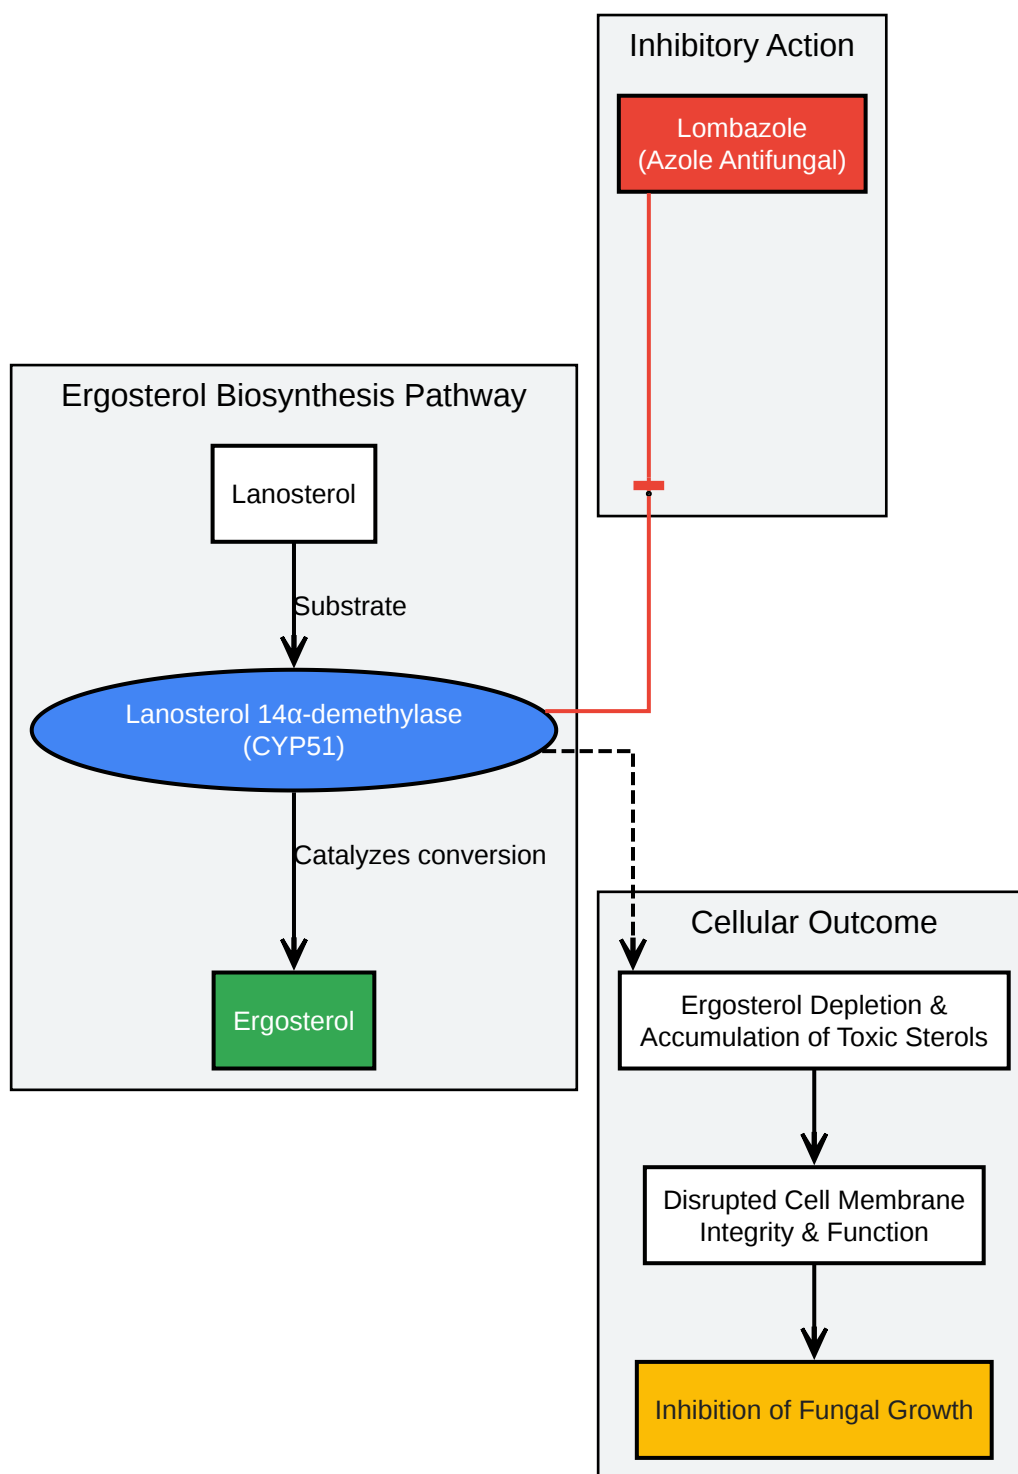 Inhibitory Action
Lombazole
(Azole Antifungal)
Ergosterol Biosynthesis Pathway
Lanosterol
Substrate
Lanosterol 14α-demethylase
(CYP51)
Catalyzes conversion
Ergosterol
Cellular Outcome
Ergosterol Depletion &
Accumulation of Toxic Sterols
Disrupted Cell Membrane
Integrity & Function
Inhibition of Fungal Growth